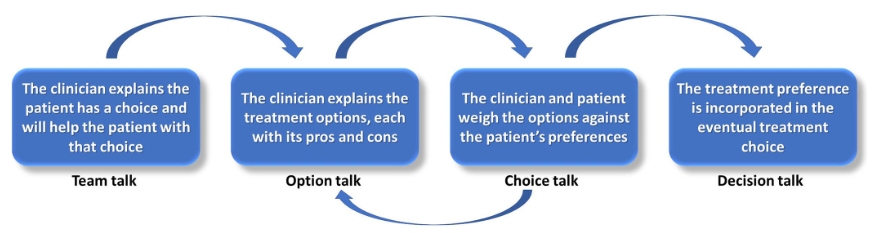 The clinician explains the
patient has a choice and
will help the patient with
that choice
Team talk
The clinician explains the
treatment options, each
with its pros and cons
Option talk
The clinician and patient
weigh the options against
the patient's preferences
Choice talk
The treatment preference
is incorporated in the
eventual treatment
choice
Decision talk